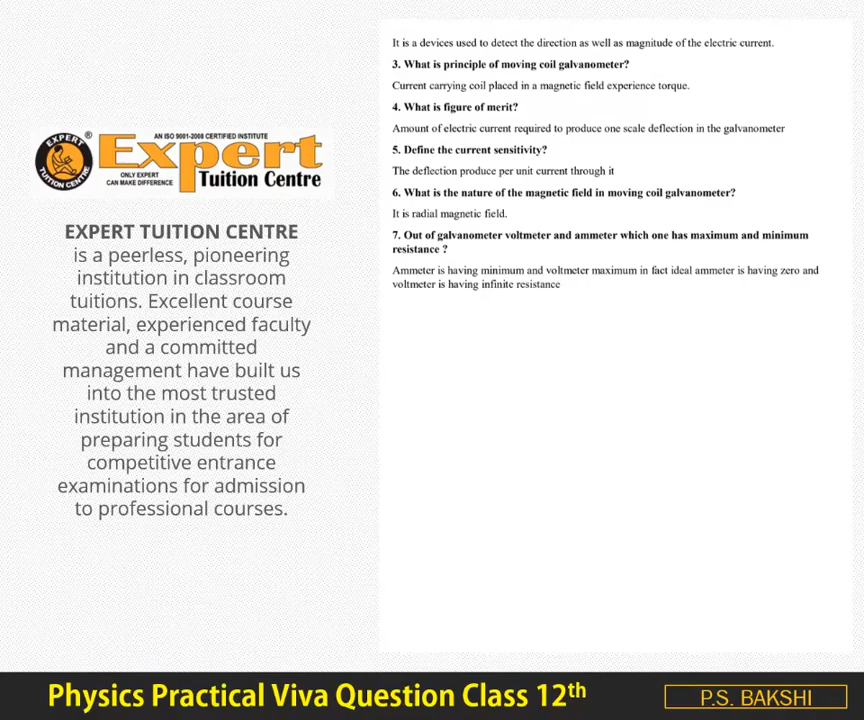 EXPERT
®
TUITION CENTRE
AN ISO 9001-2008 CERTIFIED INSTITUTE
Expert
ONLY EXPERT
CAN MAKE DIFFERENCE
Tuition Centre
EXPERT TUITION CENTRE
is a peerless, pioneering
institution in classroom
tuitions. Excellent course
material, experienced faculty
and a committed
management have built us
into the most trusted
institution in the area of
preparing students for
competitive entrance
examinations for admission
to professional courses.
It is a devices used to detect the direction as well as magnitude of the electric current.
3. What is principle of moving coil galvanometer?
Current carrying coil placed in a magnetic field experience torque.
4. What is figure of merit?
Amount of electric current required to produce one scale deflection in the galvanometer
5. Define the current sensitivity?
The deflection produce per unit current through it
6. What is the nature of the magnetic field in moving coil galvanometer?
It is radial magnetic field.
7. Out of galvanometer voltmeter and ammeter which one has maximum and minimum
resistance ?
Ammeter is having minimum and voltmeter maximum in fact ideal ammeter is having zero and
voltmeter is having infinite resistance
Physics Practical Viva Question Class 12th
P.S. BAKSHI